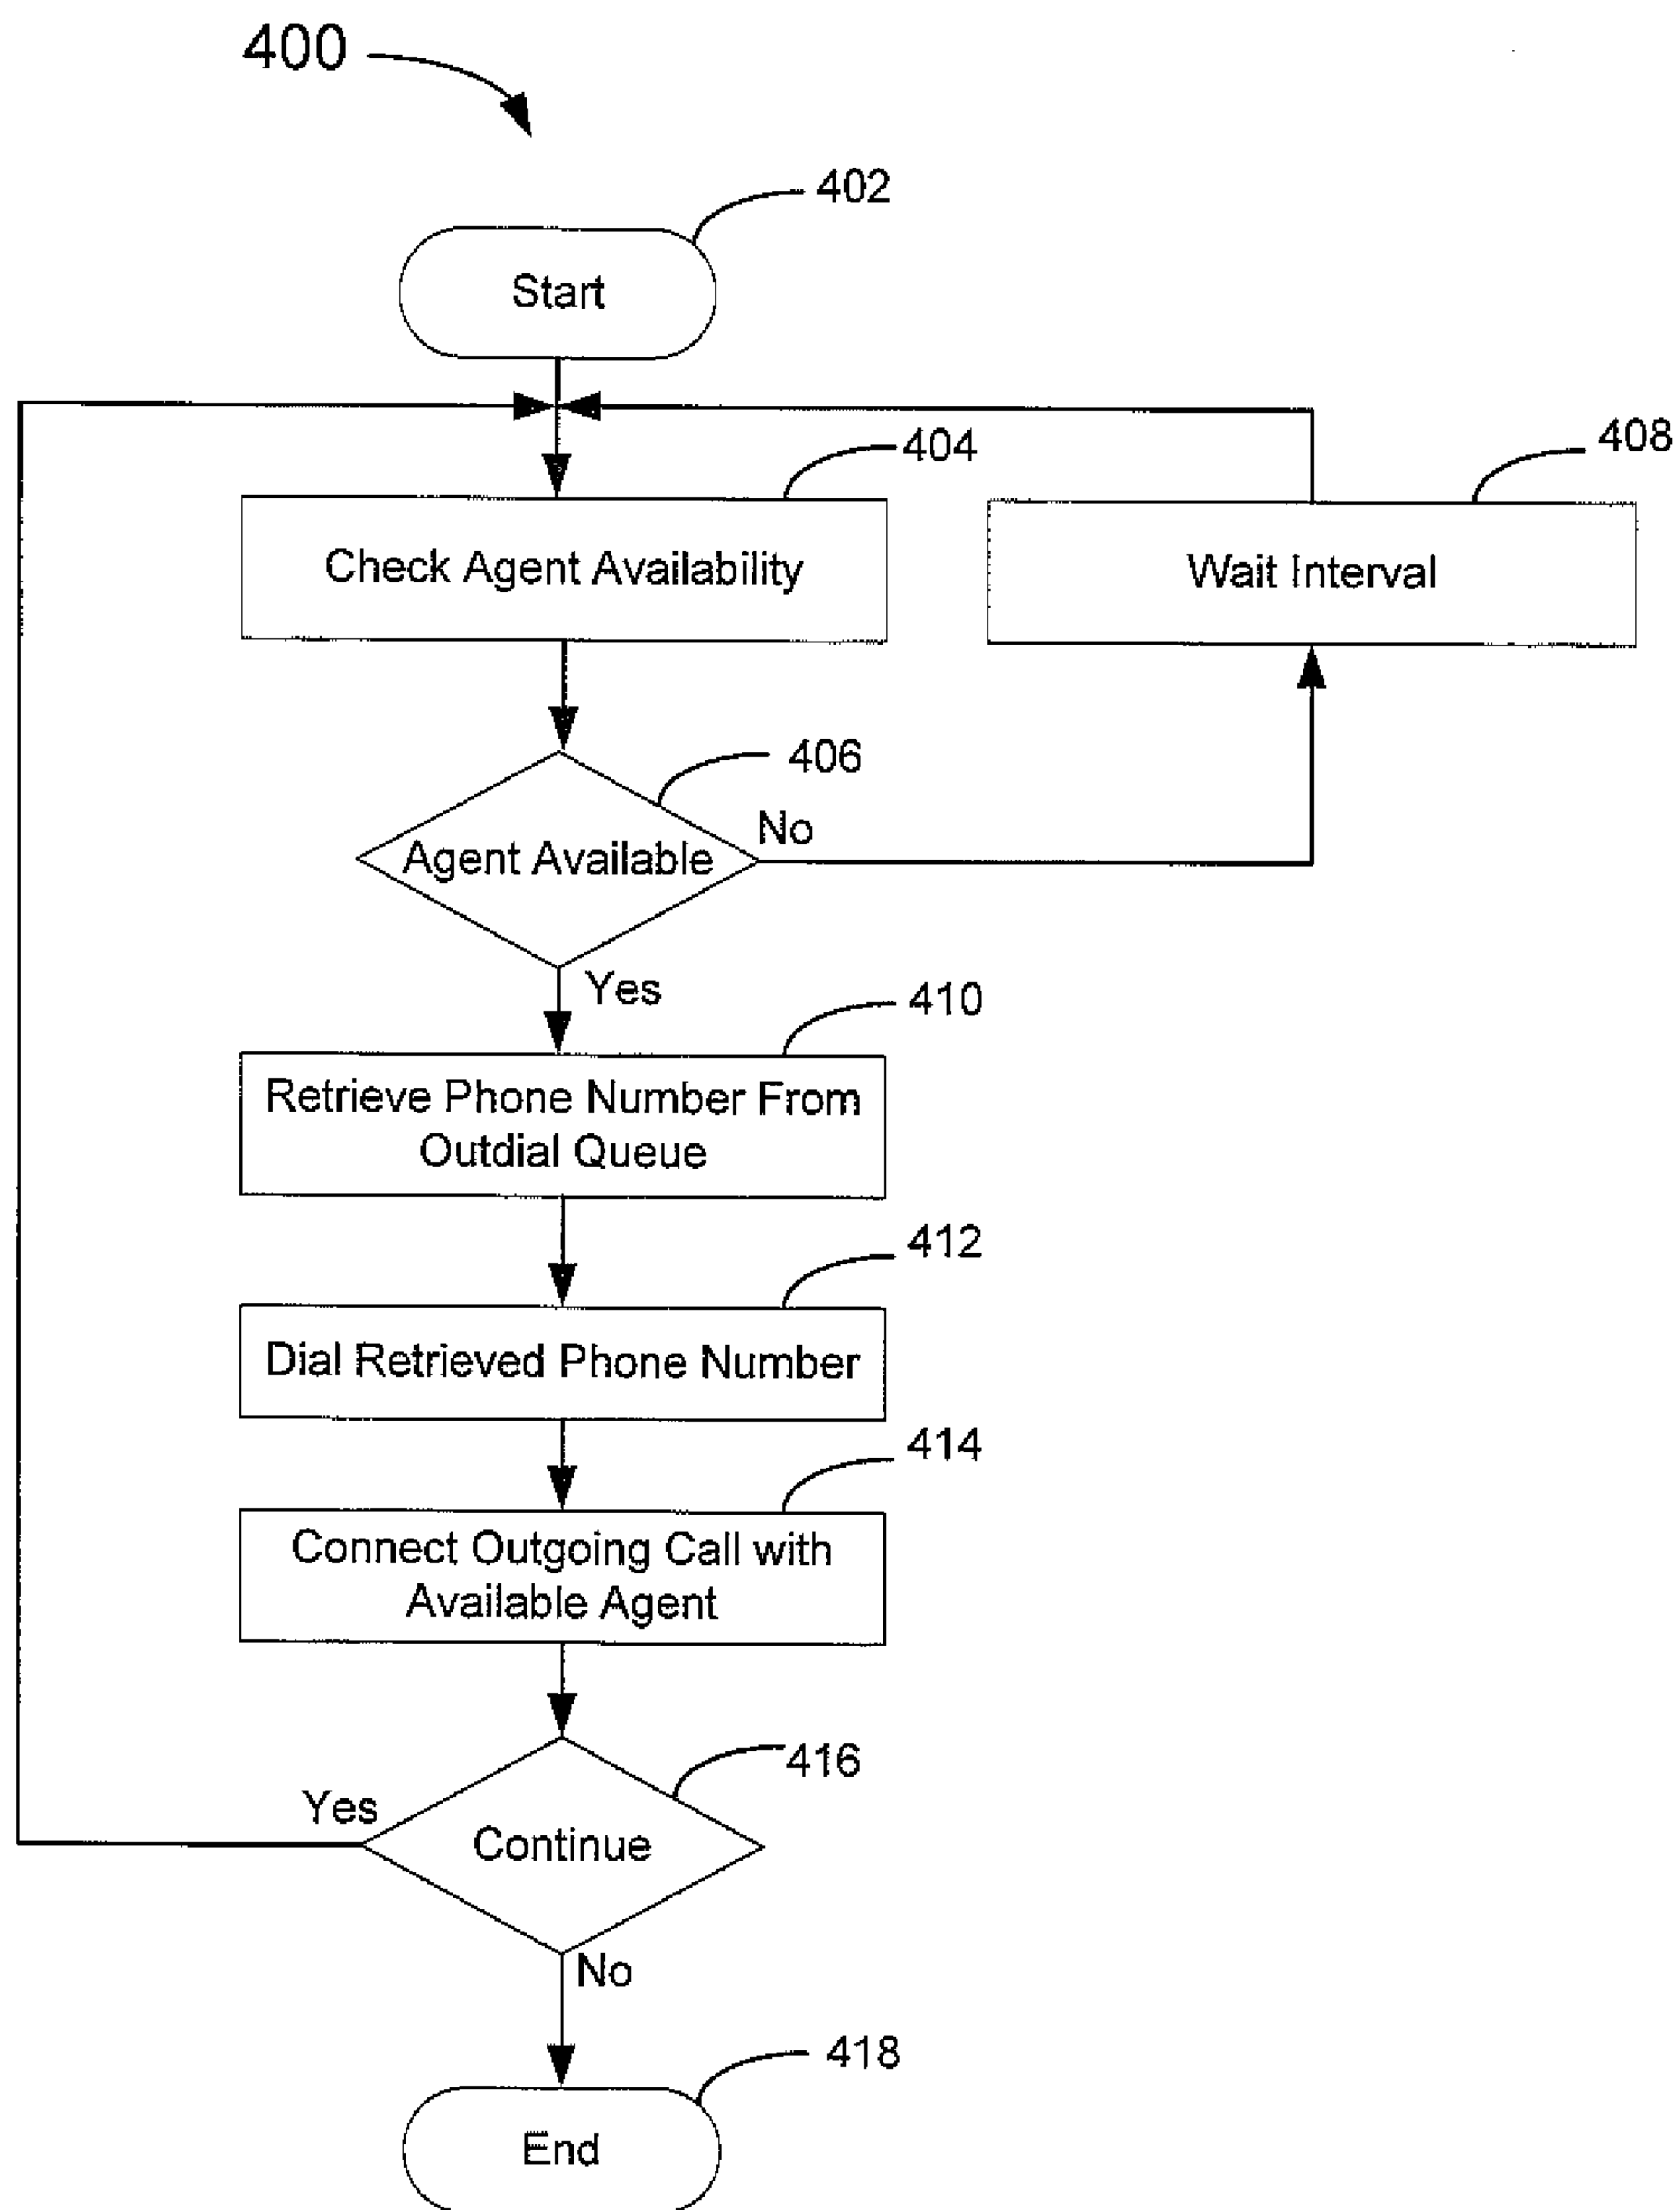 400
402
Start
404
408
Check Agent Availability
Wait Interval
406
No
Agent Available
Yes
410
Retrieve Phone Number From
Outdial Queue
412
Dial Retrieved Phone Number
414
Connect Outgoing Call with
Available Agent
416
Yes
Continue
No
418
End